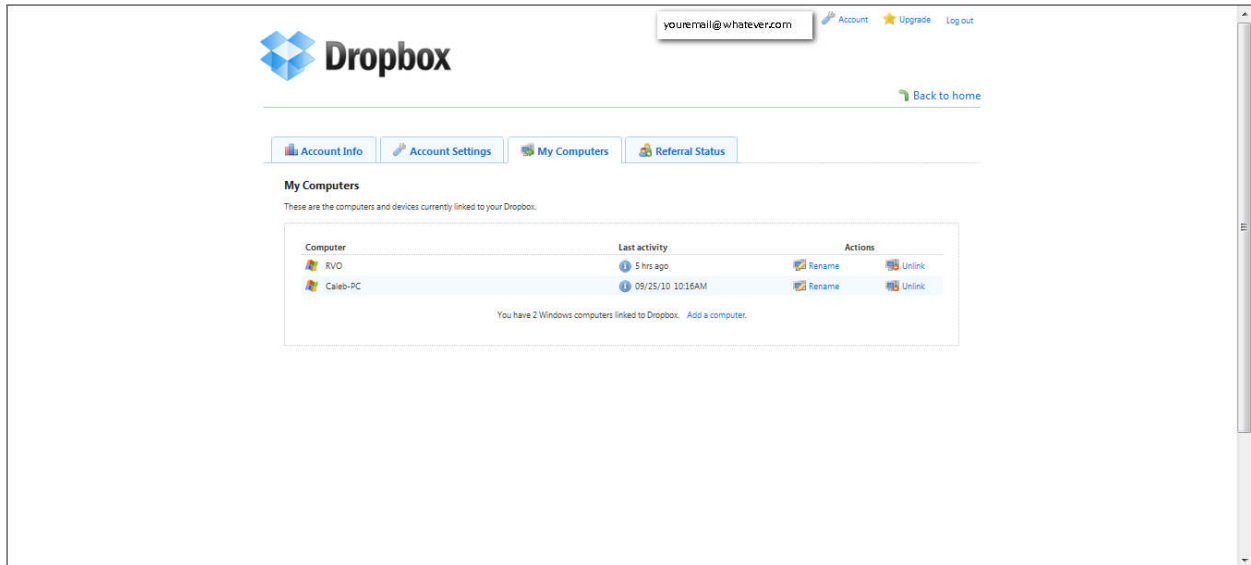 youremail@whatever.com Account Upgrade Log out
Dropbox
Back to home
Account Info Account Settings My Computers Referral Status
My Computers
These are the computers and devices currently linked to your Dropbox.
Computer Last activity Actions
RVO 5 hrs ago Rename Unlink
Caleb-PC 09/25/10 10:16AM Rename Unlink
You have 2 Windows computers linked to Dropbox. Add a computer.